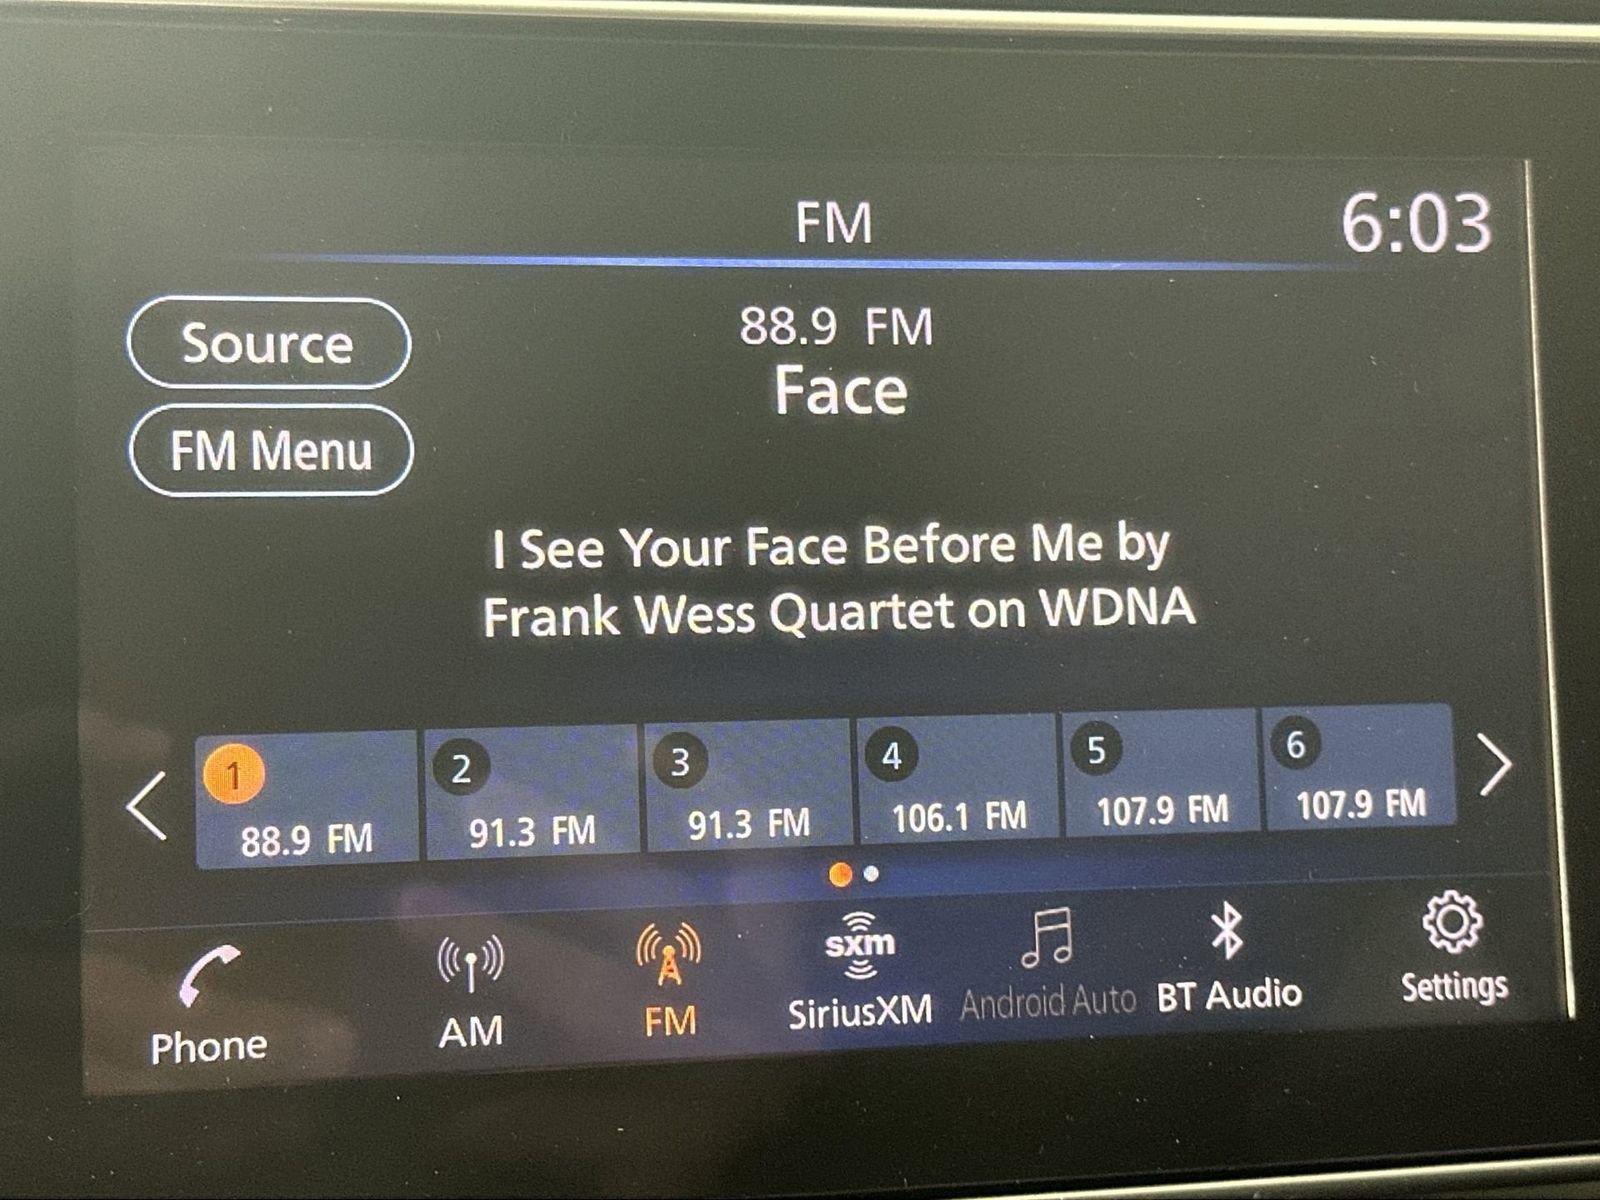 FM
6:03
Source
88.9 FM
Face
FM Menu
I See Your Face Before Me by
Frank Wess Quartet on WDNA
1
88.9 FM
2
91.3 FM
3
91.3 FM
4
106.1 FM
5
107.9 FM
6
107.9 FM
Phone
AM
FM
sxm
SiriusXM
Android Auto
BT Audio
Settings